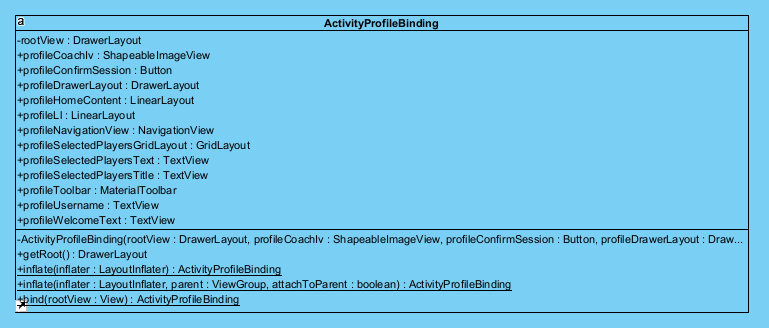 a
ActivityProfileBinding
-rootView : DrawerLayout
+profileCoachIv : ShapeableImageView
+profileConfirmSession : Button
+profileDrawerLayout : DrawerLayout
+profileHomeContent : LinearLayout
+profileLl : LinearLayout
+profileNavigationView : NavigationView
+profileSelectedPlayersGridLayout : GridLayout
+profileSelectedPlayersText : TextView
+profileSelectedPlayersTitle : TextView
+profileToolbar : MaterialToolbar
+profileUsername : TextView
+profileWelcomeText : TextView
-ActivityProfileBinding(rootView : DrawerLayout, profileCoachIv : ShapeableImageView, profileConfirmSession : Button, profileDrawerLayout : Draw...
+getRoot() : DrawerLayout
+inflate(inflater : LayoutInflater) : ActivityProfileBinding
+inflate(inflater : LayoutInflater, parent : ViewGroup, attachToParent : boolean) : ActivityProfileBinding
+bind(rootView : View) : ActivityProfileBinding